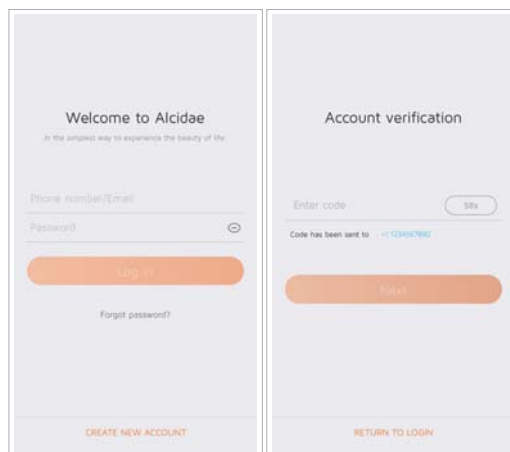 Welcome to Alcidae
In the simplest way to experience the beauty of life.
Phone number/Email
Password
Log in
Forgot password?
CREATE NEW ACCOUNT
Account verification
Enter code
58s
Code has been sent to : +1 1234567890
Next
RETURN TO LOGIN